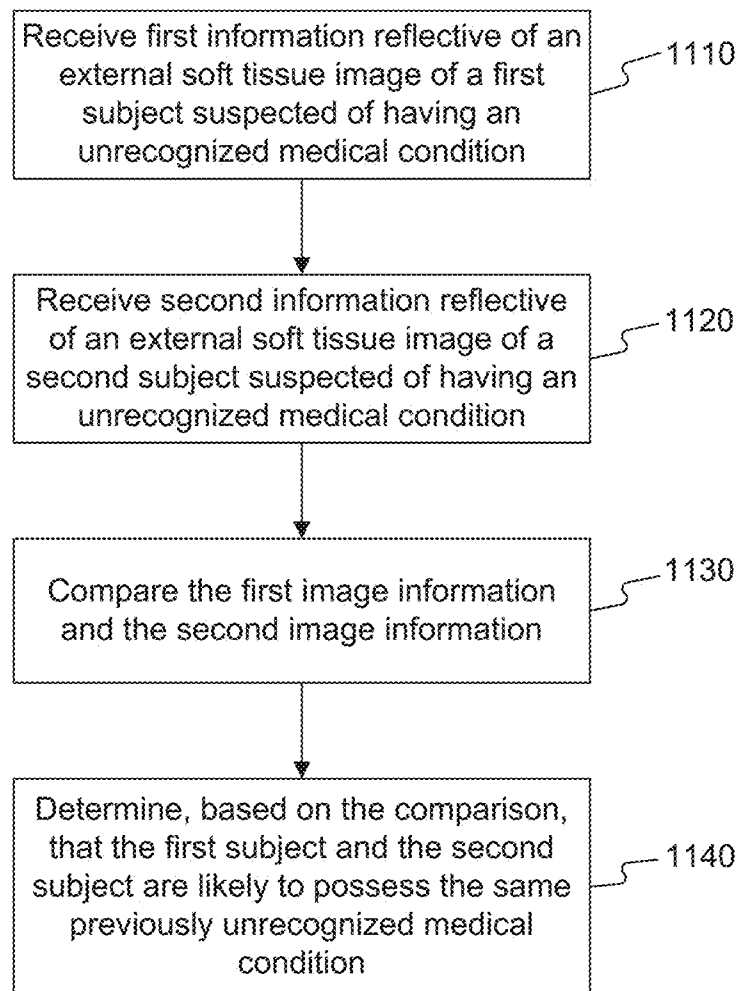 Receive first information reflective of an
external soft tissue image of a first
subject suspected of having an
unrecognized medical condition
1110
Receive second information reflective
of an external soft tissue image of a
second subject suspected of having an
unrecognized medical condition
1120
Compare the first image information
and the second image information
1130
Determine, based on the comparison,
that the first subject and the second
subject are likely to possess the same
previously unrecognized medical
condition
1140